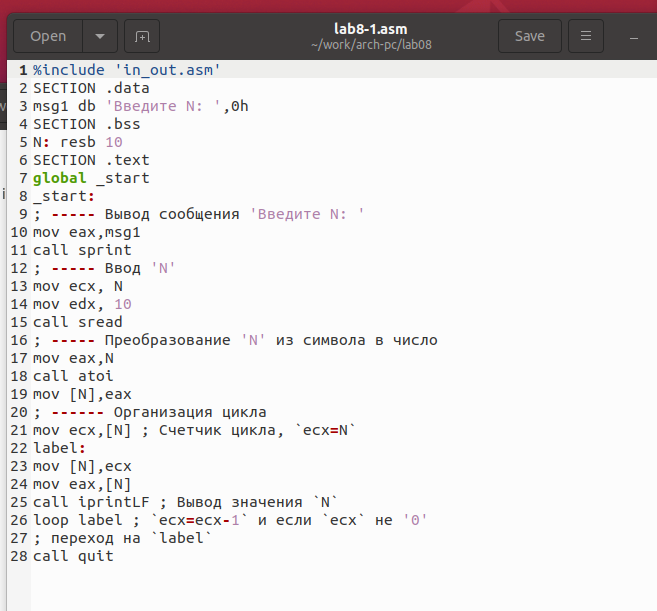 Open
lab8-1.asm
~/work/arch-pc/lab08
Save
1 %include 'in_out.asm'
2 SECTION .data
3 msg1 db 'Введите N: ',0h
4 SECTION .bss
5 N: resb 10
6 SECTION .text
7 global _start
8 _start:
9 ; ----- Вывод сообщения 'Введите N: '
10 mov eax,msg1
11 call sprint
12 ; ----- Ввод 'N'
13 mov ecx, N
14 mov edx, 10
15 call sread
16 ; ----- Преобразование 'N' из символа в число
17 mov eax,N
18 call atoi
19 mov [N],eax
20 ; ------ Организация цикла
21 mov ecx,[N] ; Счетчик цикла, `ecx=N`
22 label:
23 mov [N],ecx
24 mov eax,[N]
25 call iprintLF ; Вывод значения `N`
26 loop label ; `ecx=ecx-1` и если `ecx` не '0'
27 ; переход на `label`
28 call quit